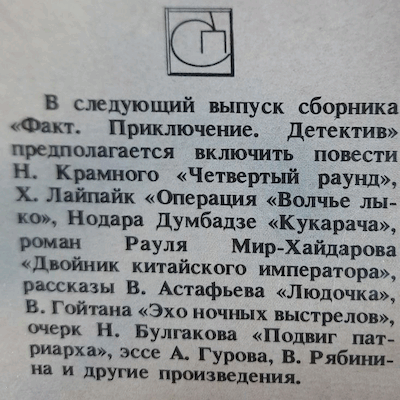 В следующий выпуск сборника
«Факт. Приключение. Детектив»
предполагается включить повести
Н. Крамного «Четвертый раунд»,
Х. Лайпайк «Операция «Волчье лы-
ко», Нодара Думбадзе «Кукарача»,
роман Рауля Мир-Хайдарова
«Двойник китайского императора»,
рассказы В. Астафьева «Людочка»,
В. Гойтана «Эхо ночных выстрелов»,
очерк Н. Булгакова «Подвиг пат-
риарха», эссе А. Гурова, В. Рябини-
на и другие произведения.